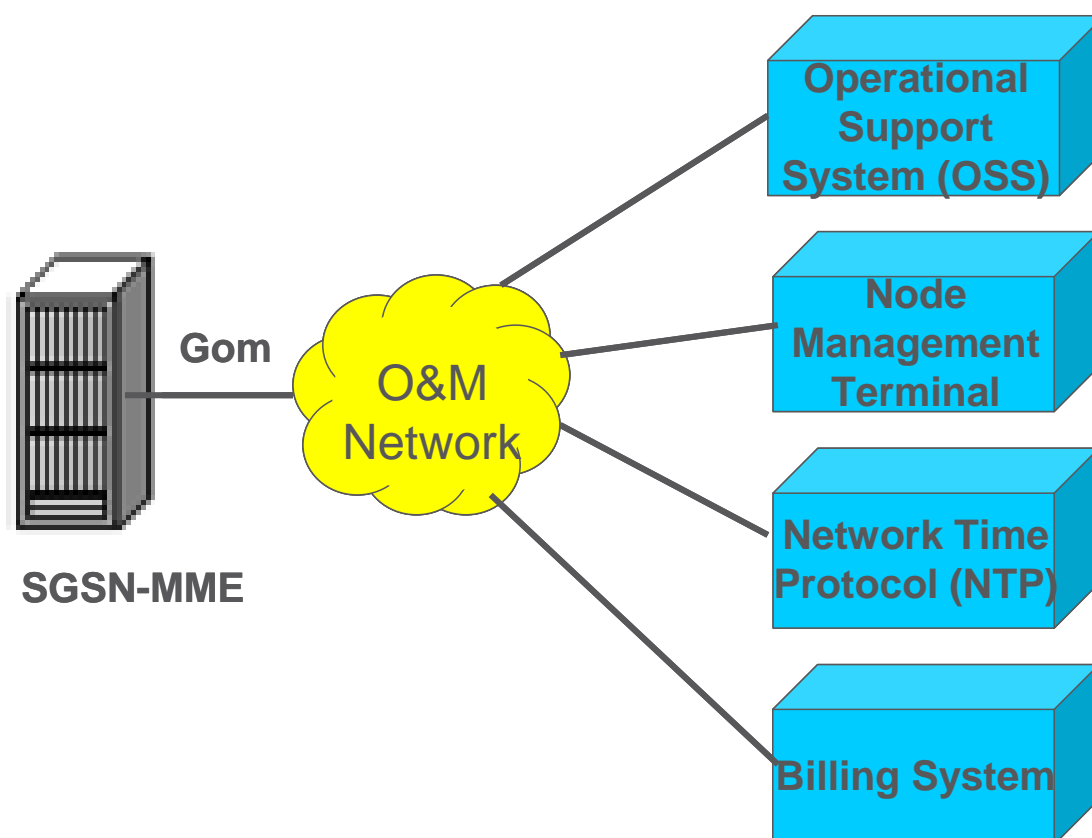 Operational
Support
System (OSS)
Node
Management
Terminal
Gom
O&M
Network
Network Time
Protocol (NTP)
SGSN-MME
Billing System